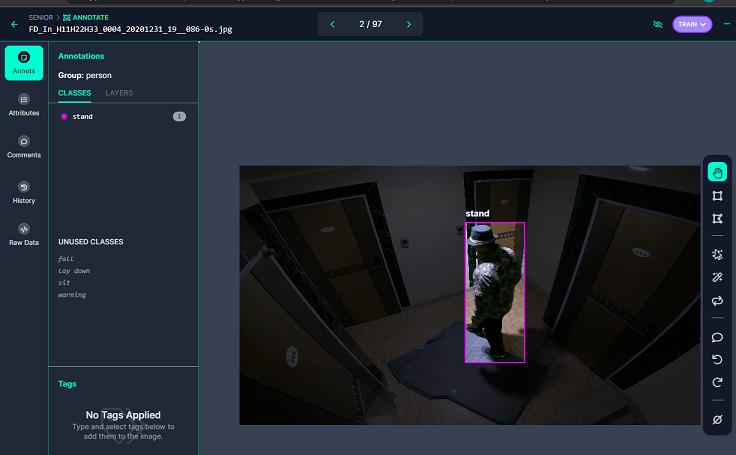 SENIOR > ANNOTATE
FD_In_H11H22H33_0004_20201231_19__086-0s.jpg
2 / 97
TRAIN
Annots
Attributes
Comments
History
Raw Data
Annotations
Group: person
CLASSES LAYERS
stand 1
UNUSED CLASSES
fall
lay down
sit
warning
Tags
No Tags Applied
Type and select tags below to
add them to the image.
stand